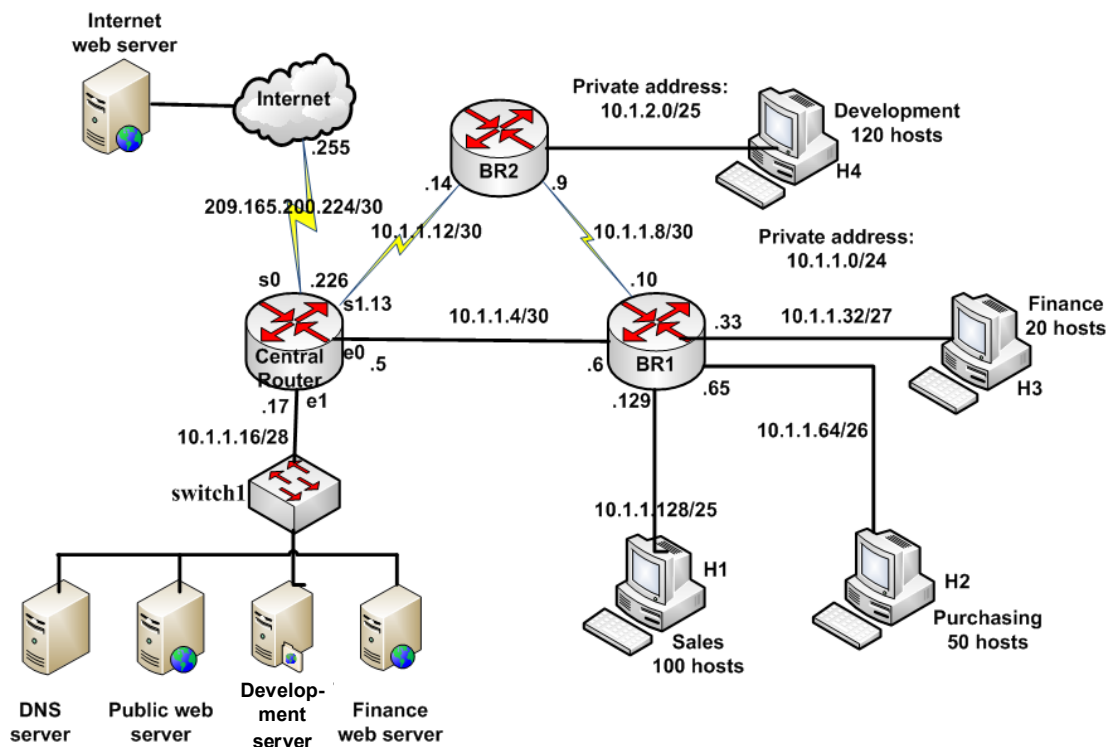 Internet
web server
Internet
.255
209.165.200.224/30
s0
.226
s1
.13
10.1.1.12/30
.14
BR2
.9
Private address:
10.1.2.0/25
Development
120 hosts
H4
10.1.1.8/30
.10
Private address:
10.1.1.0/24
Central
Router
e0
.5
10.1.1.4/30
.6
BR1
.33
10.1.1.32/27
Finance
20 hosts
H3
.65
.129
10.1.1.64/26
.17
e1
10.1.1.16/28
switch1
10.1.1.128/25
H1
Sales
100 hosts
H2
Purchasing
50 hosts
DNS
server
Public web
server
Develop-
ment
server
Finance
web server